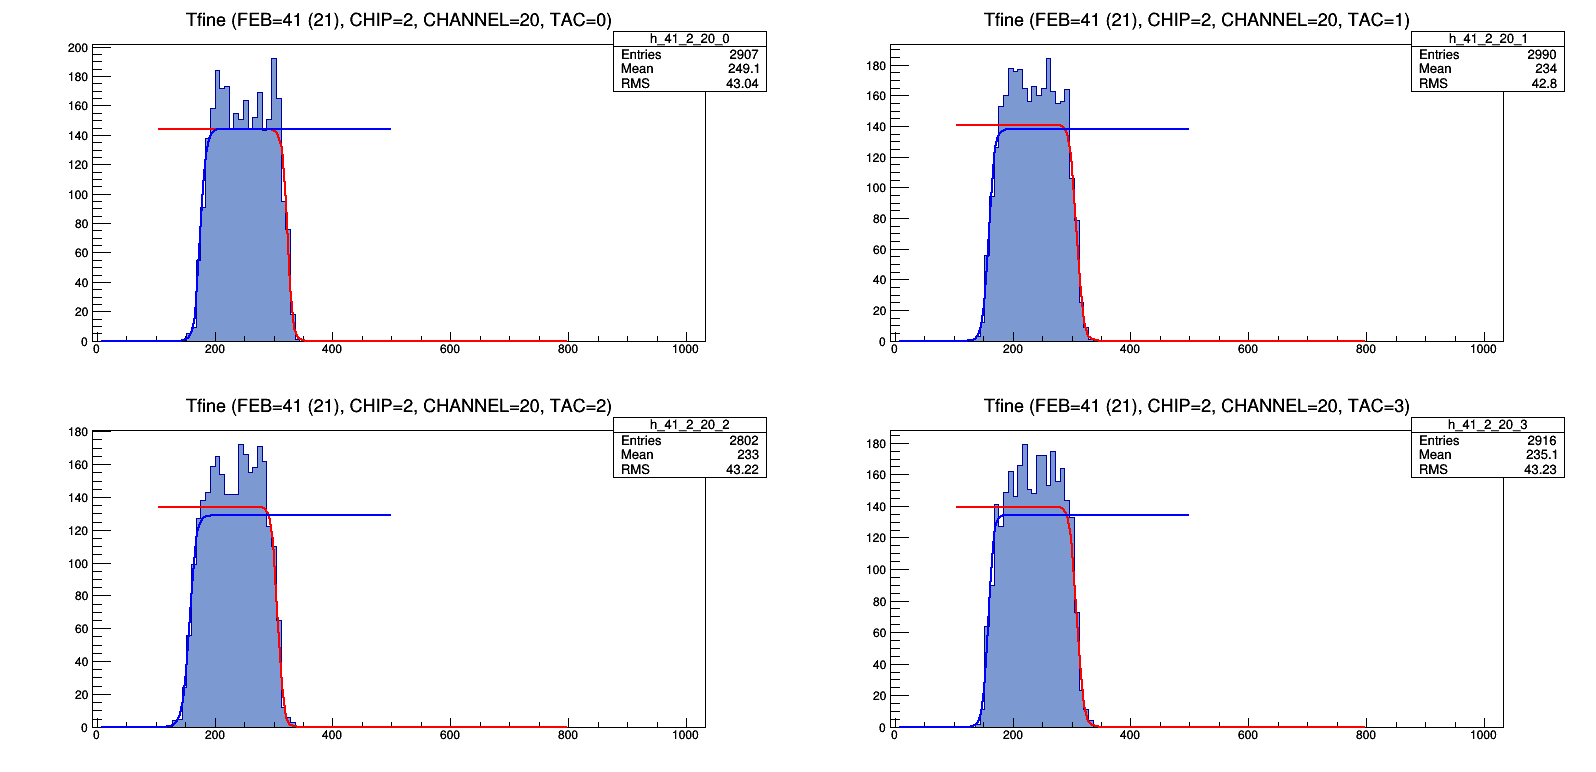 Tfine (FEB=41 (21), CHIP=2, CHANNEL=20, TAC=0)
h_41_2_20_0
Entries 2907
Mean 249.1
RMS 43.04
200
180
160
140
120
100
80
60
40
20
0
0 200 400 600 800 1000
Tfine (FEB=41 (21), CHIP=2, CHANNEL=20, TAC=1)
h_41_2_20_1
Entries 2990
Mean 234
RMS 42.8
180
160
140
120
100
80
60
40
20
0
0 200 400 600 800 1000
Tfine (FEB=41 (21), CHIP=2, CHANNEL=20, TAC=2)
h_41_2_20_2
Entries 2802
Mean 233
RMS 43.22
180
160
140
120
100
80
60
40
20
0
0 200 400 600 800 1000
Tfine (FEB=41 (21), CHIP=2, CHANNEL=20, TAC=3)
h_41_2_20_3
Entries 2916
Mean 235.1
RMS 43.23
180
160
140
120
100
80
60
40
20
0
0 200 400 600 800 1000